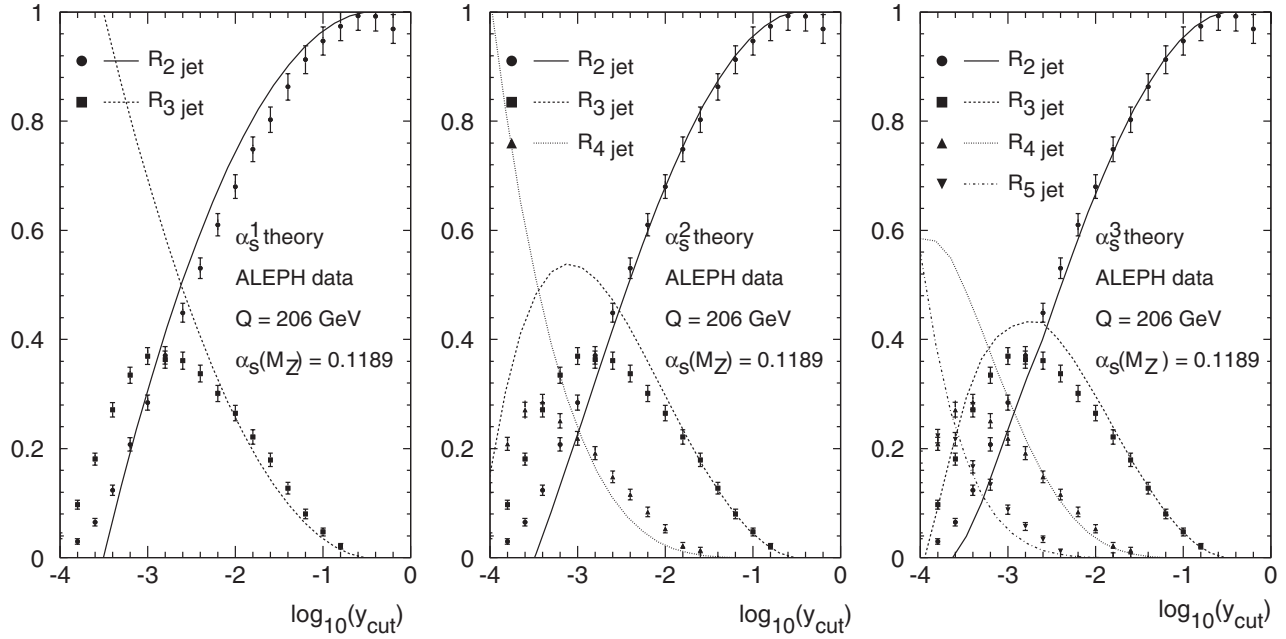 1
0.8
0.6
0.4
0.2
0
R2 jet
R3 jet
αs1 theory
ALEPH data
Q = 206 GeV
αs(MZ) = 0.1189
-4 -3 -2 -1 0
log10(ycut)
1
0.8
0.6
0.4
0.2
0
R2 jet
R3 jet
R4 jet
αs2 theory
ALEPH data
Q = 206 GeV
αs(MZ) = 0.1189
-4 -3 -2 -1 0
log10(ycut)
1
0.8
0.6
0.4
0.2
0
R2 jet
R3 jet
R4 jet
R5 jet
αs3 theory
ALEPH data
Q = 206 GeV
αs(MZ) = 0.1189
-4 -3 -2 -1 0
log10(ycut)